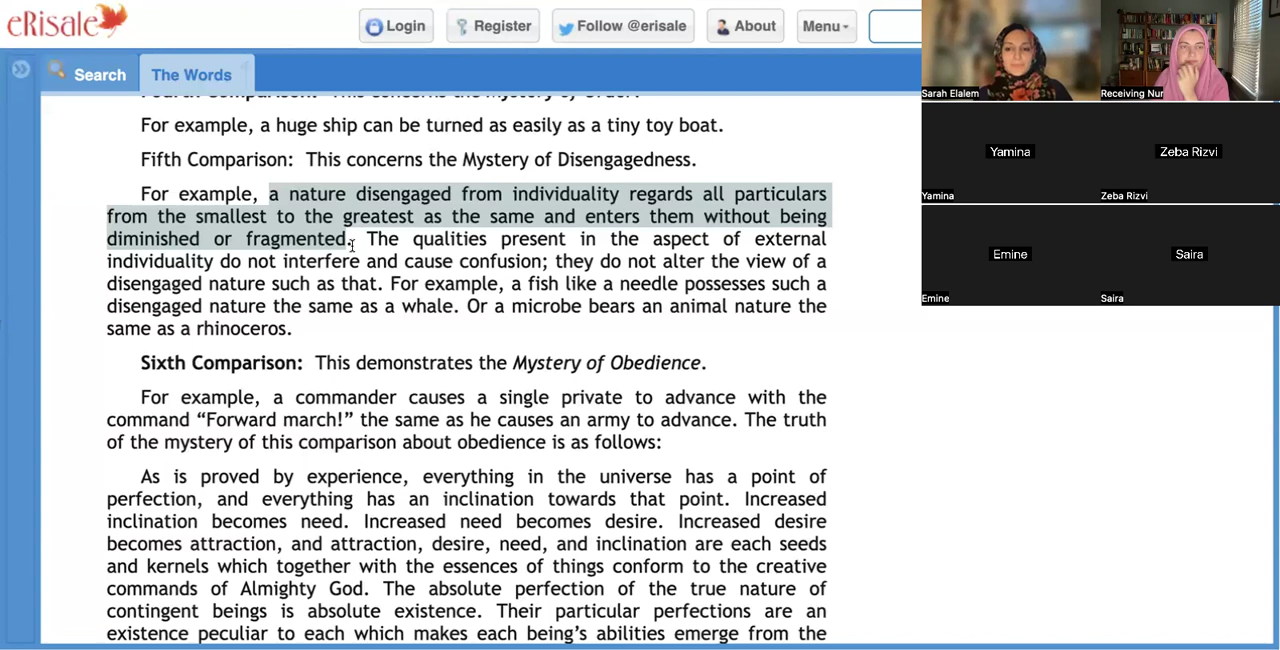 eRisale
Login
Register
Follow @erisale
About
Menu
Search
The Words
Fourth Comparison: This concerns the Mystery of Order.
For example, a huge ship can be turned as easily as a tiny toy boat.
Fifth Comparison: This concerns the Mystery of Disengagedness.
For example, a nature disengaged from individuality regards all particulars
from the smallest to the greatest as the same and enters them without being
diminished or fragmented. The qualities present in the aspect of external
individuality do not interfere and cause confusion; they do not alter the view of a
disengaged nature such as that. For example, a fish like a needle possesses such a
disengaged nature the same as a whale. Or a microbe bears an animal nature the
same as a rhinoceros.
Sixth Comparison: This demonstrates the Mystery of Obedience.
For example, a commander causes a single private to advance with the
command “Forward march!” the same as he causes an army to advance. The truth
of the mystery of this comparison about obedience is as follows:
As is proved by experience, everything in the universe has a point of
perfection, and everything has an inclination towards that point. Increased
inclination becomes need. Increased need becomes desire. Increased desire
becomes attraction, and attraction, desire, need, and inclination are each seeds
and kernels which together with the essences of things conform to the creative
commands of Almighty God. The absolute perfection of the true nature of
contingent beings is absolute existence. Their particular perfections are an
existence peculiar to each which makes each being’s abilities emerge from the
Sarah Elalem
Receiving Nur
Yamina
Zeba Rizvi
Yamina
Zeba Rizvi
Emine
Saira
Emine
Saira